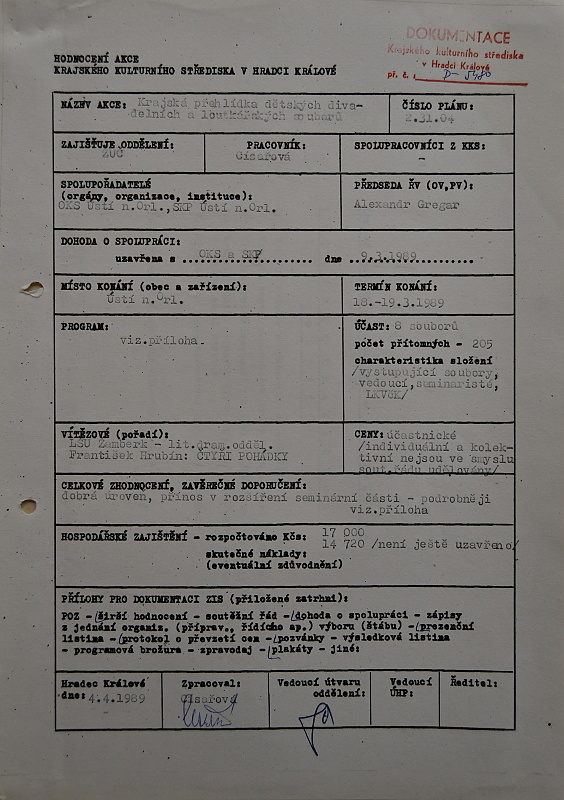 DOKUMENTACE
Krajského kulturního střediska
v Hradci Králové
př. č.: P-5480
HODNOCENÍ AKCE
KRAJSKÉHO KULTURNÍHO STŘEDISKA V HRADCI KRÁLOVÉ
NÁZEV AKCE: Krajská přehlídka dětských diva-
delních a loutkářských souborů
ČÍSLO PLÁNU:
2.31.04
ZAJIŠŤUJE ODDĚLENÍ:
ZUČ
PRACOVNÍK:
Císařová
SPOLUPRACOVNÍCI Z KKS:
-
SPOLUPOŘADATELÉ
(orgány, organizace, instituce):
OKS Ústí n.Orl.,SKP Ústí n.Orl.
PŘEDSEDA ŘV (OV,PV):
Alexandr Gregar
DOHODA O SPOLUPRÁCI:
uzavřena s OKS a SKP dne 9.3.1989
MÍSTO KONÁNÍ (obec a zařízení):
Ústí n.Orl.
TERMÍN KONÁNÍ:
18.-19.3.1989
PROGRAM:
viz.příloha.
ÚČAST: 8 souborů
počet přítomných - 205
charakteristika složení
/vystupující soubory,
vedoucí,seminaristé,
LKVČK/
VÍTĚZOVÉ (pořadí):
LŠU Žamberk - lit.dram.odděl.
František Hrubín: ČTYŘI POHÁDKY
CENY: účastnické
/individuální a kolek-
tivní nejsou ve smyslu
sout.řádu udělovány/
CELKOVÉ ZHODNOCENÍ, ZÁVĚREČNÉ DOPORUČENÍ:
dobrá úroveň, přínos v rozšíření seminární části - podrobněji
viz.příloha
HOSPODÁŘSKÉ ZAJIŠTĚNÍ - rozpočtováno Kčs: 17 000
skutečné náklady: 14 720 /není ještě uzavřeno/
(eventuální zdůvodnění)
PŘÍLOHY PRO DOKUMENTACI ZIS (přiložené zatrhni):
POZ - širší hodnocení - soutěžní řád - dohoda o spolupráci - zápisy
z jednání organiz. (příprav. řídícího ap.) výboru (štábu) - prezenční
listina - protokol o převzetí cen - pozvánky - výsledková listina
- programová brožura - zpravodaj - plakáty - jiné:
Hradec Králové
dne: 4.4.1989
Zpracoval:
Císařová
Vedoucí útvaru
oddělení:
Vedoucí
ÚHP:
Ředitel: